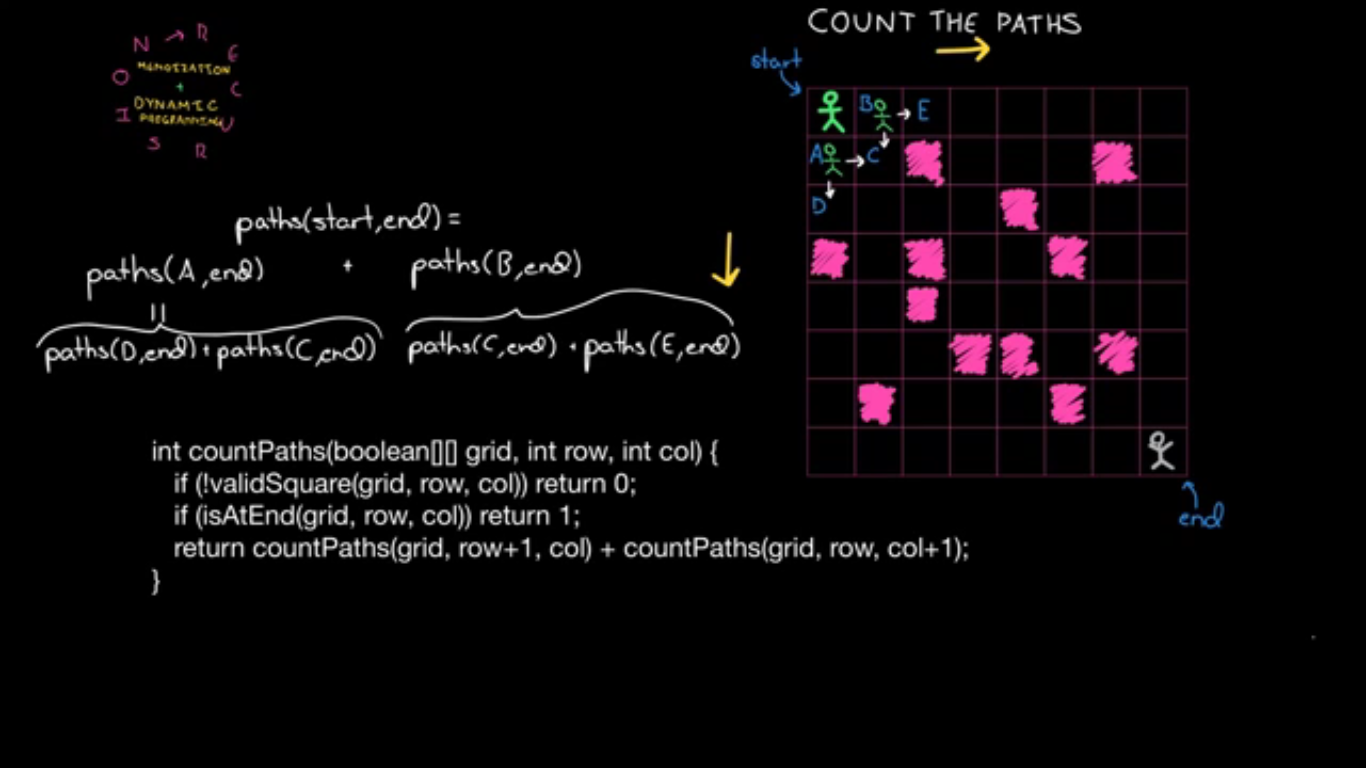 COUNT THE PATHS
RECURSION
MEMOIZATION
+
DYNAMIC
PROGRAMMING
start
B E
A C
D
paths(start,end) =
paths(A,end) + paths(B,end)
||
paths(D,end) + paths(C,end) paths(C,end) + paths(E,end)
int countPaths(boolean[][] grid, int row, int col) {
if (!validSquare(grid, row, col)) return 0;
if (isAtEnd(grid, row, col)) return 1;
return countPaths(grid, row+1, col) + countPaths(grid, row, col+1);
}
end